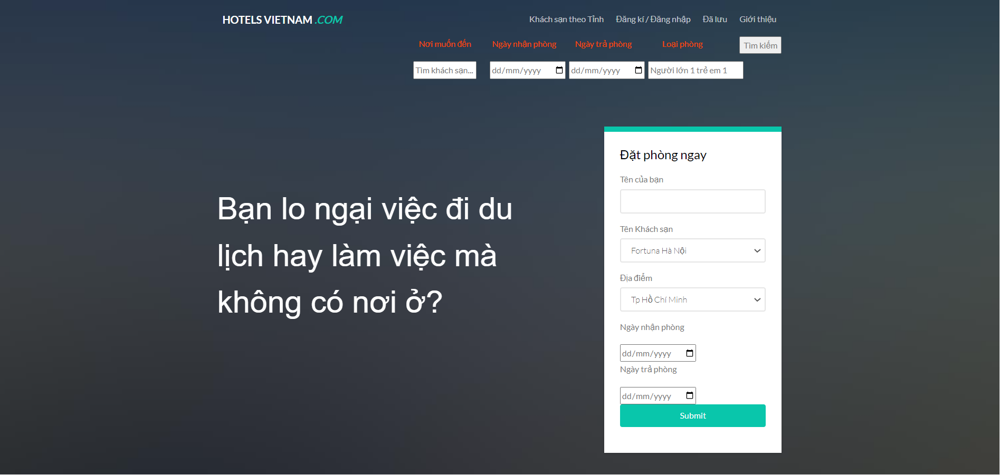 HOTELS VIETNAM .COM
Khách sạn theo Tỉnh Đăng kí / Đăng nhập Đã lưu Giới thiệu
Nơi muốn đến Ngày nhận phòng Ngày trả phòng Loại phòng Tìm kiếm
Tìm khách sạn... dd/mm/yyyy dd/mm/yyyy Người lớn 1 trẻ em 1
Bạn lo ngại việc đi du
lịch hay làm việc mà
không có nơi ở?
Đặt phòng ngay
Tên của bạn
Tên Khách sạn
Fortuna Hà Nội
Địa điểm
Tp Hồ Chí Minh
Ngày nhận phòng
dd/mm/yyyy
Ngày trả phòng
dd/mm/yyyy
Submit